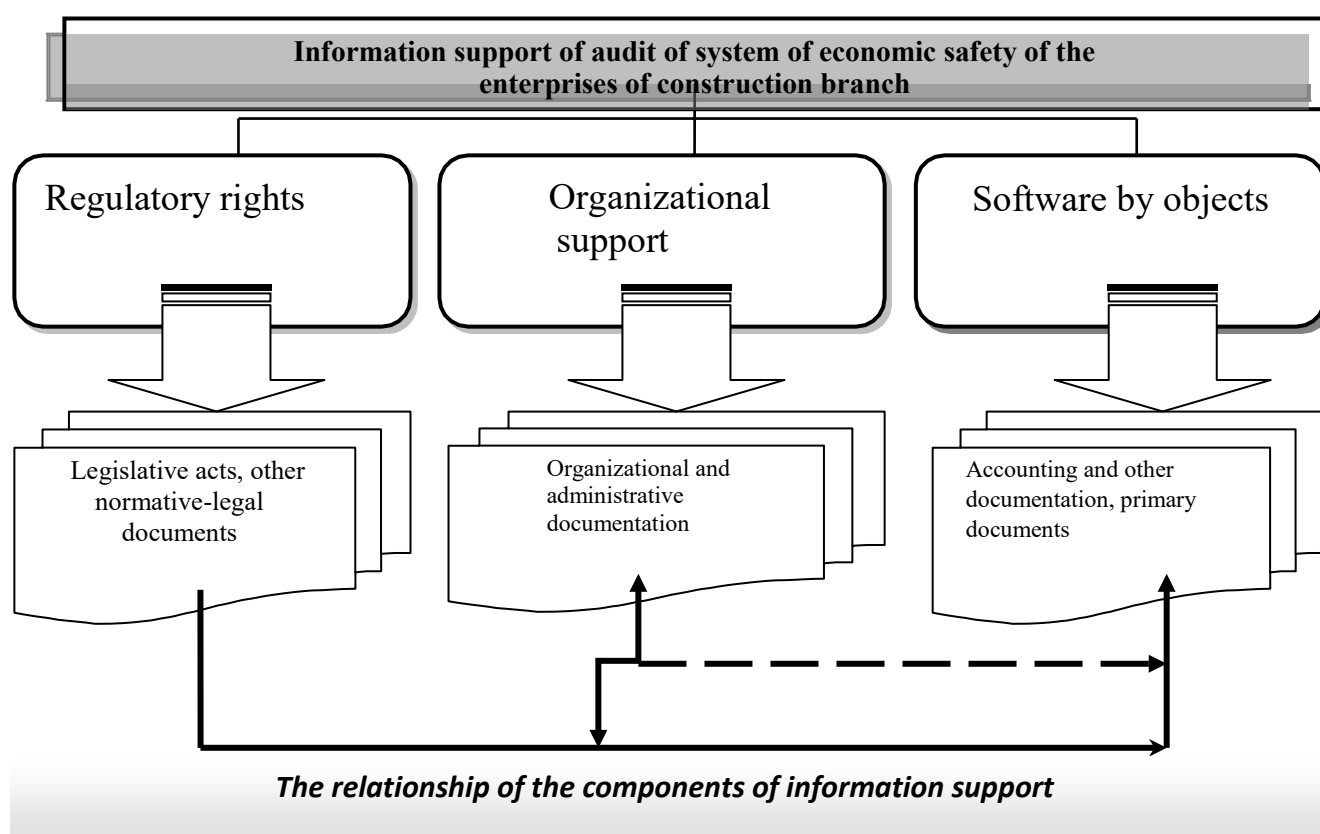 Information support of audit of system of economic safety of the
enterprises of construction branch
Regulatory rights
Organizational
support
Software by objects
Legislative acts, other
normative-legal
documents
Organizational and
administrative
documentation
Accounting and other
documentation, primary
documents
The relationship of the components of information support